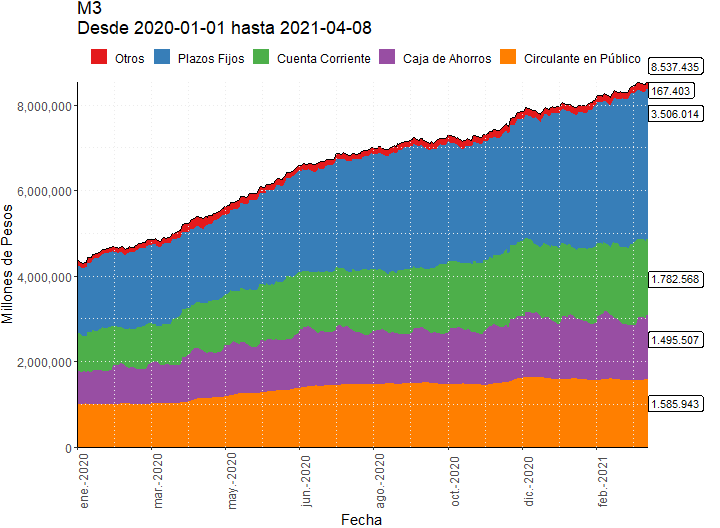 M3
Desde 2020-01-01 hasta 2021-04-08
Otros Plazos Fijos Cuenta Corriente Caja de Ahorros Circulante en Público
8.537.435
167.403
3.506.014
1.782.568
1.495.507
1.585.943
Millones de Pesos
8,000,000
6,000,000
4,000,000
2,000,000
0
ene.-2020
mar.-2020
may.-2020
jun.-2020
ago.-2020
oct.-2020
dic.-2020
feb.-2021
Fecha